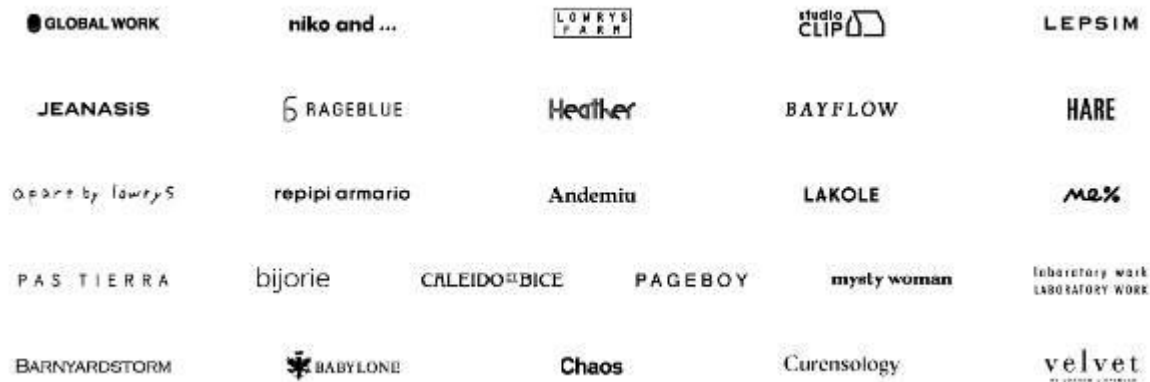 GLOBAL WORK
niko and ...
LOWRYS
FARM
studio
CLIP
LEPSIM
JEANASiS
RAGEBLUE
Heather
BAYFLOW
HARE
apart by lowrys
repipi armario
Andemiu
LAKOLE
me%
PAS TIERRA
bijorie
CALEIDO ET BICE
PAGEBOY
mysty woman
laboratory work
LABORATORY WORK
BARNYARDSTORM
BABYLONE
Chaos
Curensology
velvet